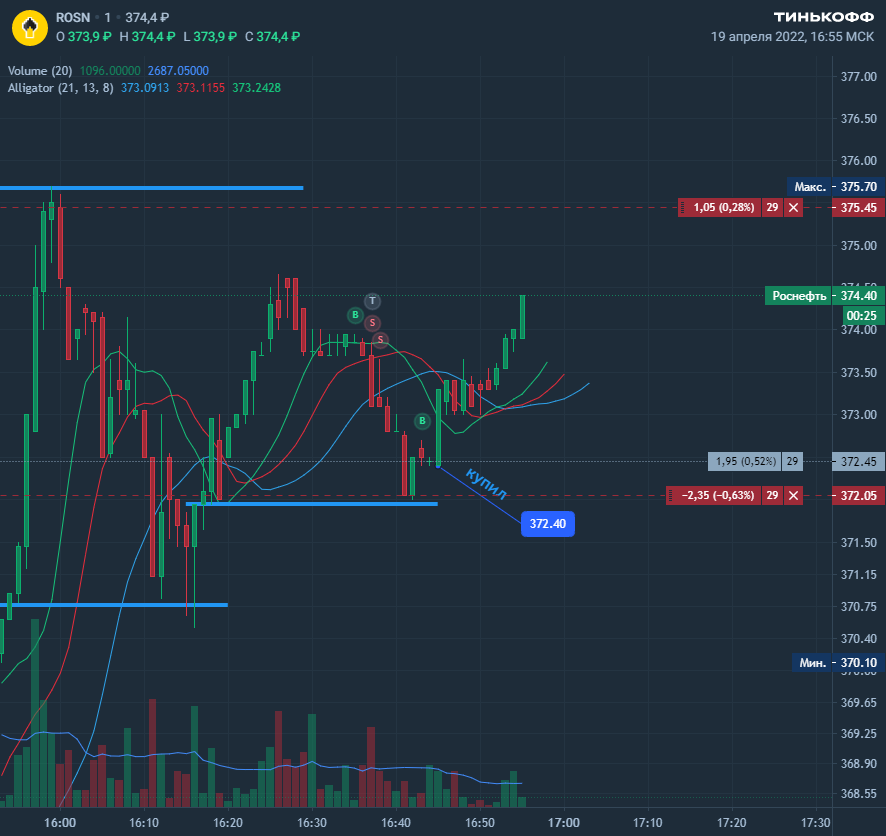 ROSN · 1 · 374,4 ₽
ТИНЬКОФФ
О 373,9 ₽ H 374,4 ₽ L 373,9 ₽ C 374,4 ₽
19 апреля 2022, 16:55 МСК
Volume (20) 1096.00000 2687.05000
Alligator (21, 13, 8) 373.0913 373.1155 373.2428
377.00
376.50
376.00
Макс. 375.70
1,05 (0,28%) 29 375.45
375.00
374.50
Роснефть 374.40
00:25
374.00
T
B
S
S
373.50
373.00
B
1,95 (0,52%) 29 372.45
купил
−2,35 (−0,63%) 29 372.05
372.40
371.50
371.15
370.75
370.40
Мин. 370.10
370.00
369.65
369.25
368.90
368.55
16:00 16:10 16:20 16:30 16:40 16:50 17:00 17:10 17:20 17:30